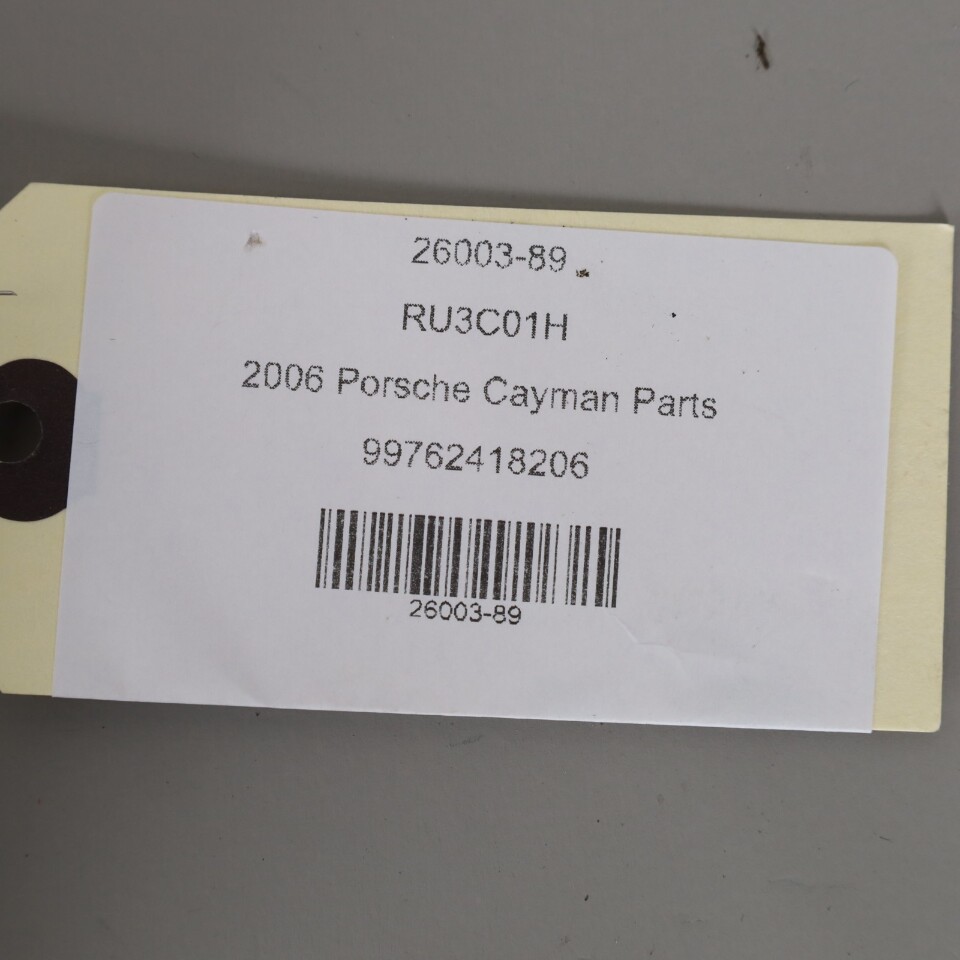 26003-89
RU3C01H
2006 Porsche Cayman Parts
99762418206
26003-89